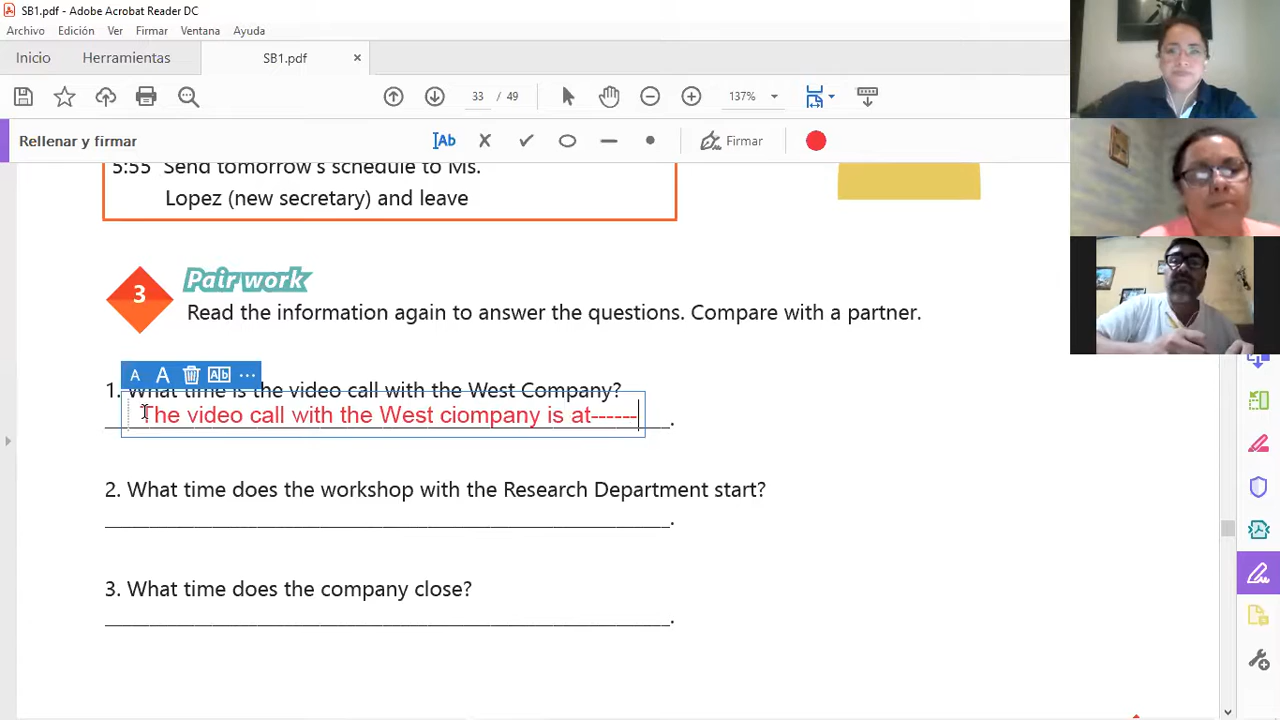 SB1.pdf - Adobe Acrobat Reader DC
Archivo Edición Ver Firmar Ventana Ayuda
Inicio Herramientas SB1.pdf ×
33 / 49 137%
Rellenar y firmar Ab Firmar
5:55 Send tomorrow's schedule to Ms.
Lopez (new secretary) and leave
3 Pair work
Read the information again to answer the questions. Compare with a partner.
A A Ab ...
1. What time is the video call with the West Company?
The video call with the West ciompany is at------
2. What time does the workshop with the Research Department start?
_______________________________________________.
3. What time does the company close?
_______________________________________________.